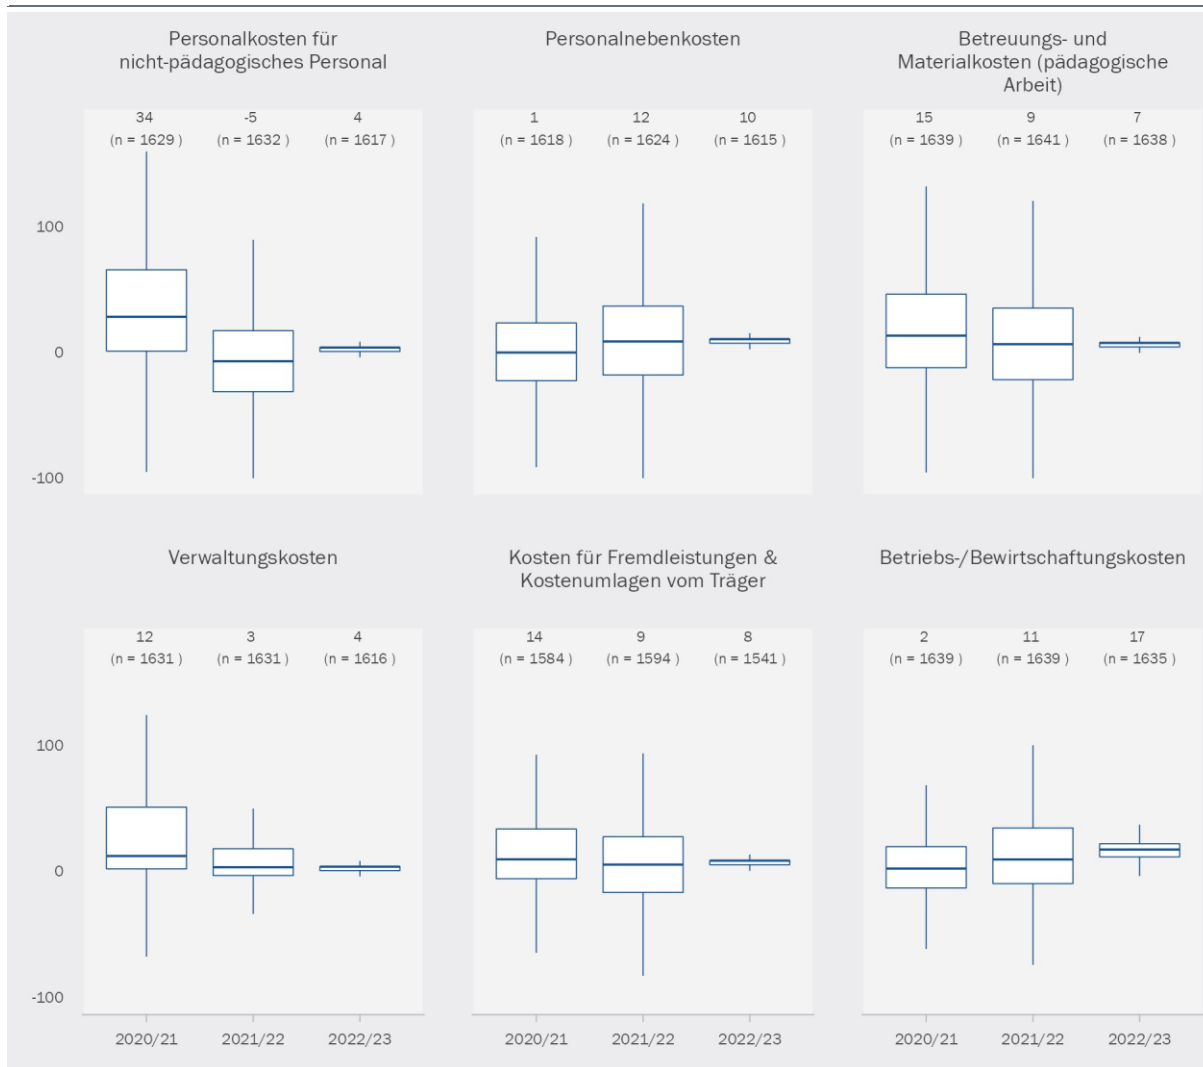 Personalkosten für
nicht-pädagogisches Personal
Personalnebenkosten
Betreuungs- und
Materialkosten (pädagogische
Arbeit)
34 -5 4
(n = 1629 ) (n = 1632 ) (n = 1617 )
1 12 10
(n = 1618 ) (n = 1624 ) (n = 1615 )
15 9 7
(n = 1639 ) (n = 1641 ) (n = 1638 )
100
0
-100
Verwaltungskosten
Kosten für Fremdleistungen &
Kostenumlagen vom Träger
Betriebs-/Bewirtschaftungskosten
12 3 4
(n = 1631 ) (n = 1631 ) (n = 1616 )
14 9 8
(n = 1584 ) (n = 1594 ) (n = 1541 )
2 11 17
(n = 1639 ) (n = 1639 ) (n = 1635 )
100
0
-100
2020/21 2021/22 2022/23
2020/21 2021/22 2022/23
2020/21 2021/22 2022/23